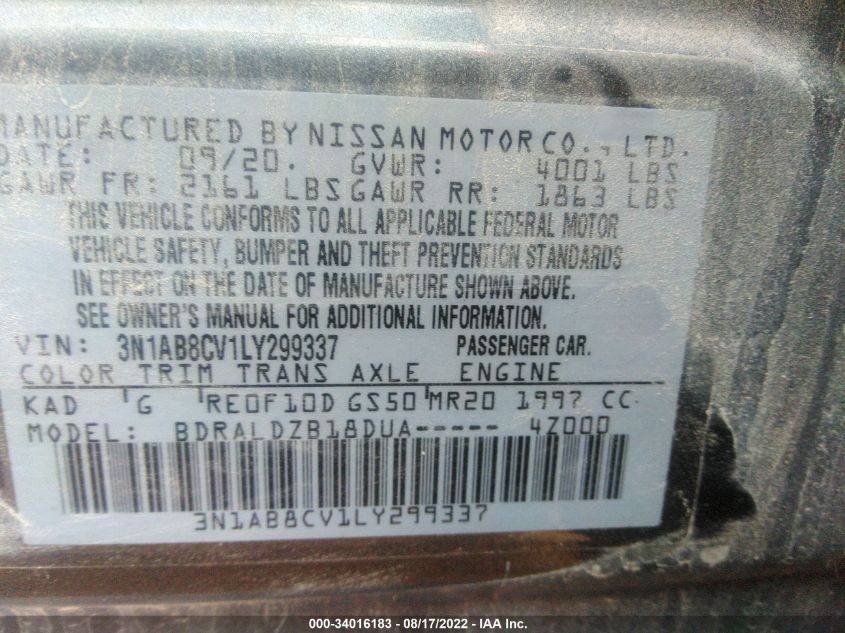 MANUFACTURED BY NISSAN MOTOR CO., LTD.
DATE: 09/20. GVWR: 4001 LBS
GAWR FR: 2161 LBS GAWR RR: 1863 LBS
THIS VEHICLE CONFORMS TO ALL APPLICABLE FEDERAL MOTOR
VEHICLE SAFETY, BUMPER AND THEFT PREVENTION STANDARDS
IN EFFECT ON THE DATE OF MANUFACTURE SHOWN ABOVE.
SEE OWNER'S MANUAL FOR ADDITIONAL INFORMATION.
VIN: 3N1AB8CV1LY299337 PASSENGER CAR.
COLOR TRIM TRANS AXLE ENGINE
KAD G RE0F10D GS50 MR20 1997 CC
MODEL: BDRALDZB18DUA----- 4Z000
3N1AB8CV1LY299337
000-34016183 - 08/17/2022 - IAA Inc.